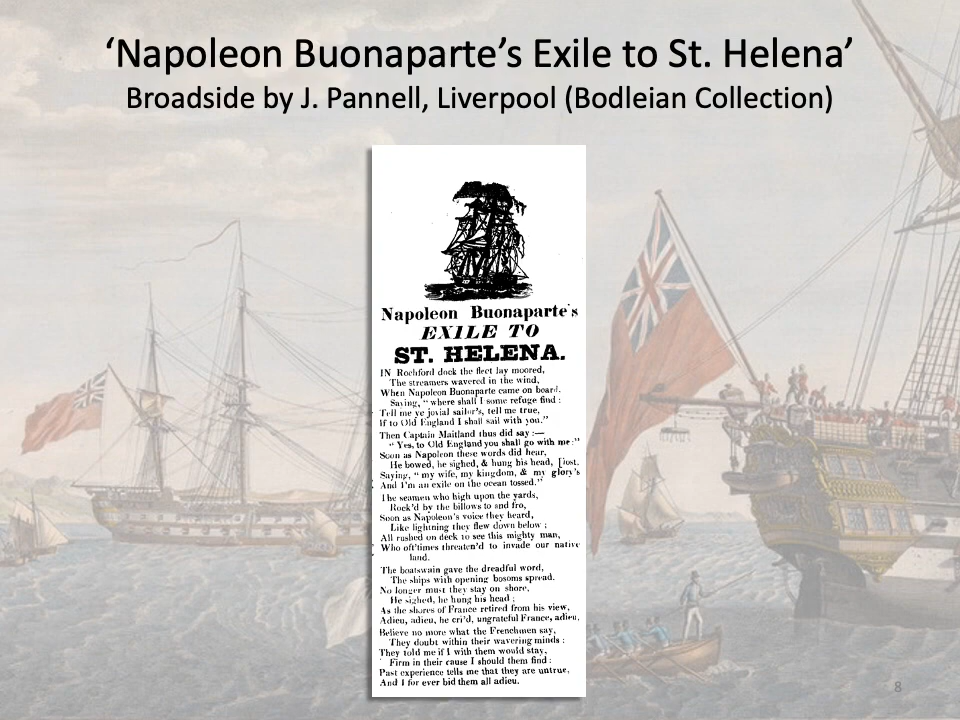 ‘Napoleon Buonaparte’s Exile to St. Helena’
Broadside by J. Pannell, Liverpool (Bodleian Collection)
Napoleon Buonaparte's
EXILE TO
ST. HELENA.
IN Rochford dock the fleet lay moored,
The streamers wavered in the wind,
When Napoleon Buonaparte came on board.
Saying, “where shall I some refuge find :
Tell me ye jovial sailor's, tell me true,
If to Old England I shall sail with you.”
Then Captain Maitland thus did say :—
“ Yes, to Old England you shall go with me :”
Soon as Napoleon these words did hear,
He bowed, he sighed, & hung his head, [lost.
Saying, “ my wife, my kingdom, & my glory's
And I'm an exile on the ocean tossed.”
The seamen who high upon the yards,
Rock'd by the billows to and fro,
Soon as Napoleon's voice they heard,
Like lightning they flew down below ;
All rushed on deck to see this mighty man,
Who oft'times threaten'd to invade our native
land.
The boatswain gave the dreadful word,
The ships with opening bosoms spread.
No longer must they stay on shore,
He sighed, he hung his head ;
As the shores of France retired from his view,
Adieu, adieu, he cri'd, ungrateful France, adieu,
Believe no more what the Frenchmen say,
They doubt within their wavering minds :
They told me if I with them would stay,
Firm in their cause I should them find :
Past experience tells me that they are untrue,
And I for ever bid them all adieu.
8